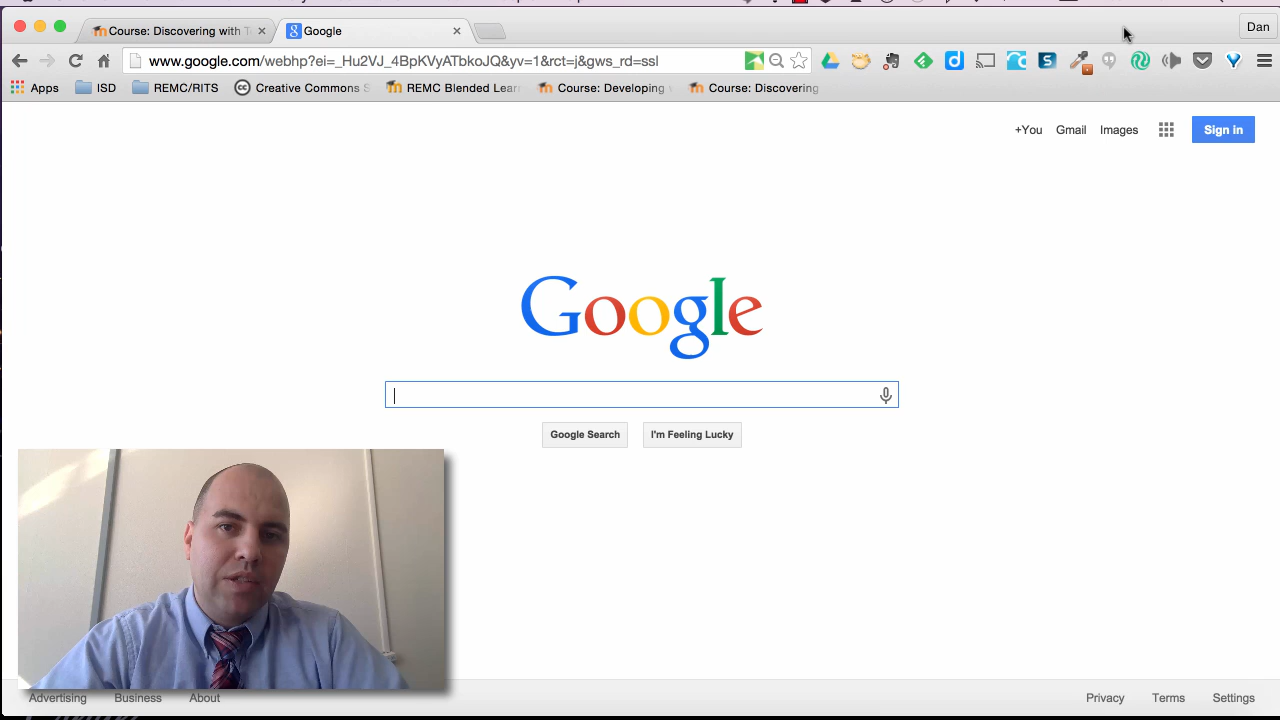 Course: Discovering with T
Google
Dan
www.google.com/webhp?ei=_Hu2VJ_4BpKVyATbkoJQ&yv=1&rct=j&gws_rd=ssl
Apps
ISD
REMC/RITS
Creative Commons S
REMC Blended Lear
Course: Developing
Course: Discovering
+You
Gmail
Images
Sign in
Google
Google Search
I'm Feeling Lucky
Advertising
Business
About
Privacy
Terms
Settings